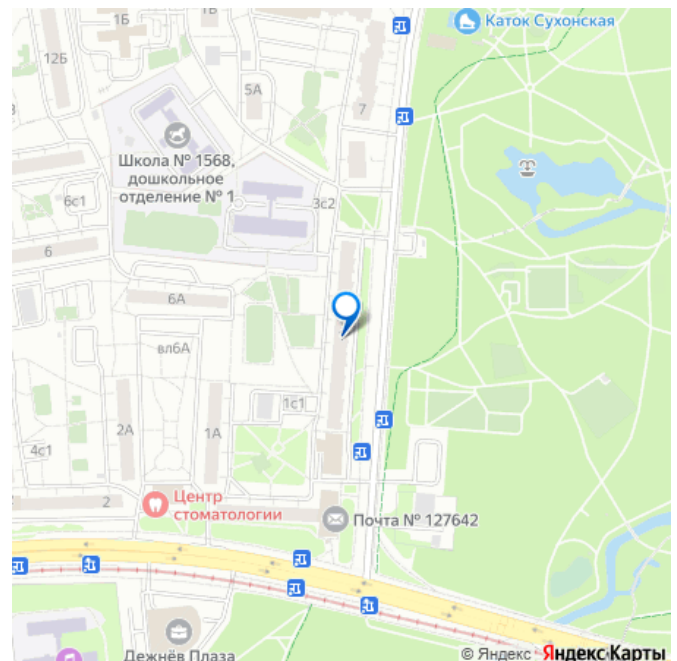 1Б
1Б
Каток Сухонская
12Б
5А
7
Школа № 1568,
дошкольное
отделение № 1
6с1
3с2
6
6А
вл6А
1с1
2А
1А
4с1
2
Центр
стоматологии
Почта № 127642
Дежнёв Плаза
© Яндекс Яндекс Карты